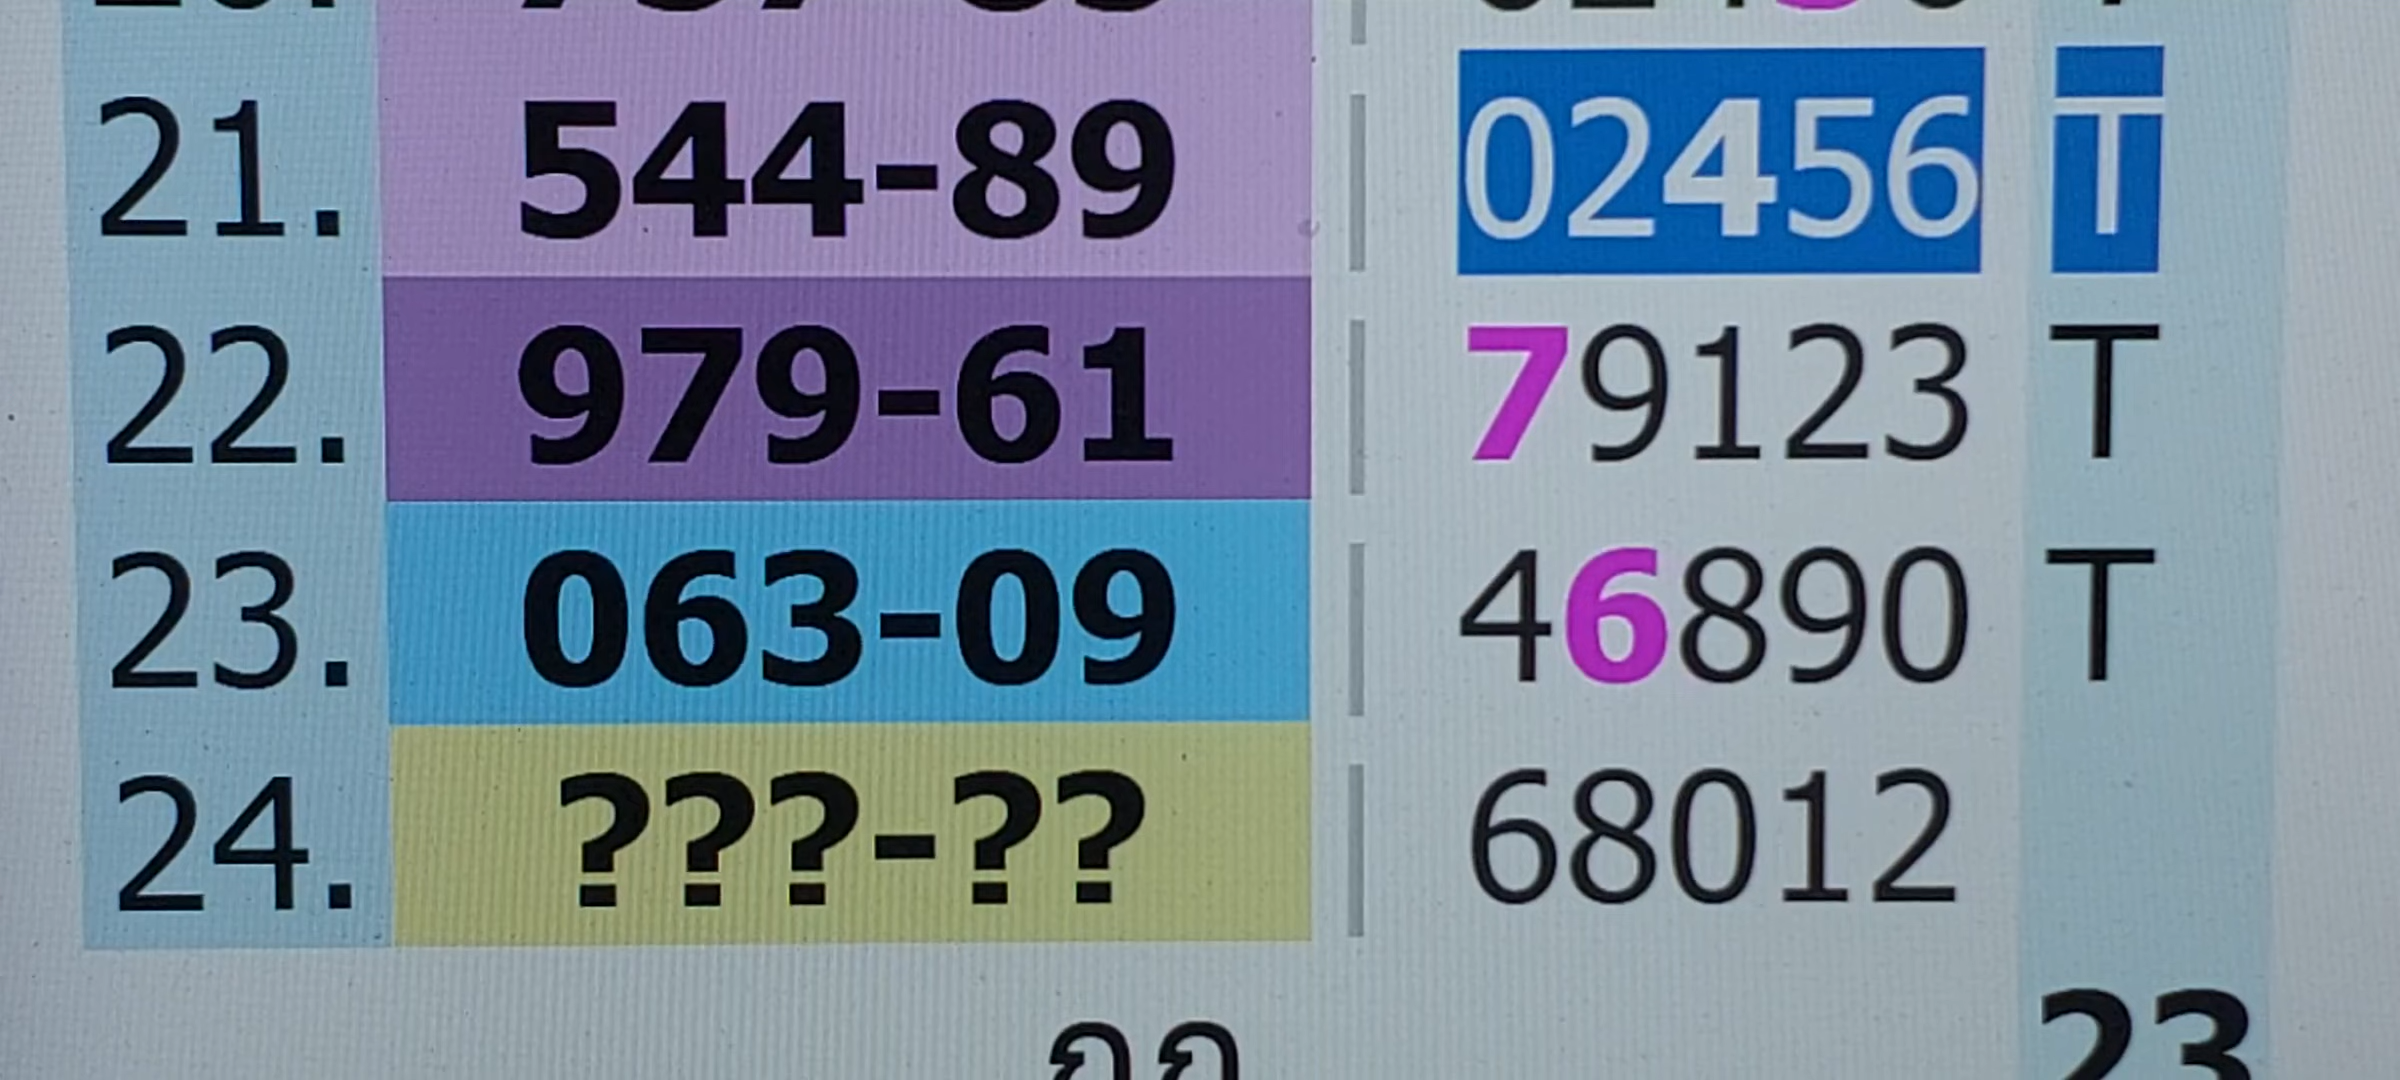 21. 544-89 02456 T
22. 979-61 79123 T
23. 063-09 46890 T
24. ???-?? 68012
23